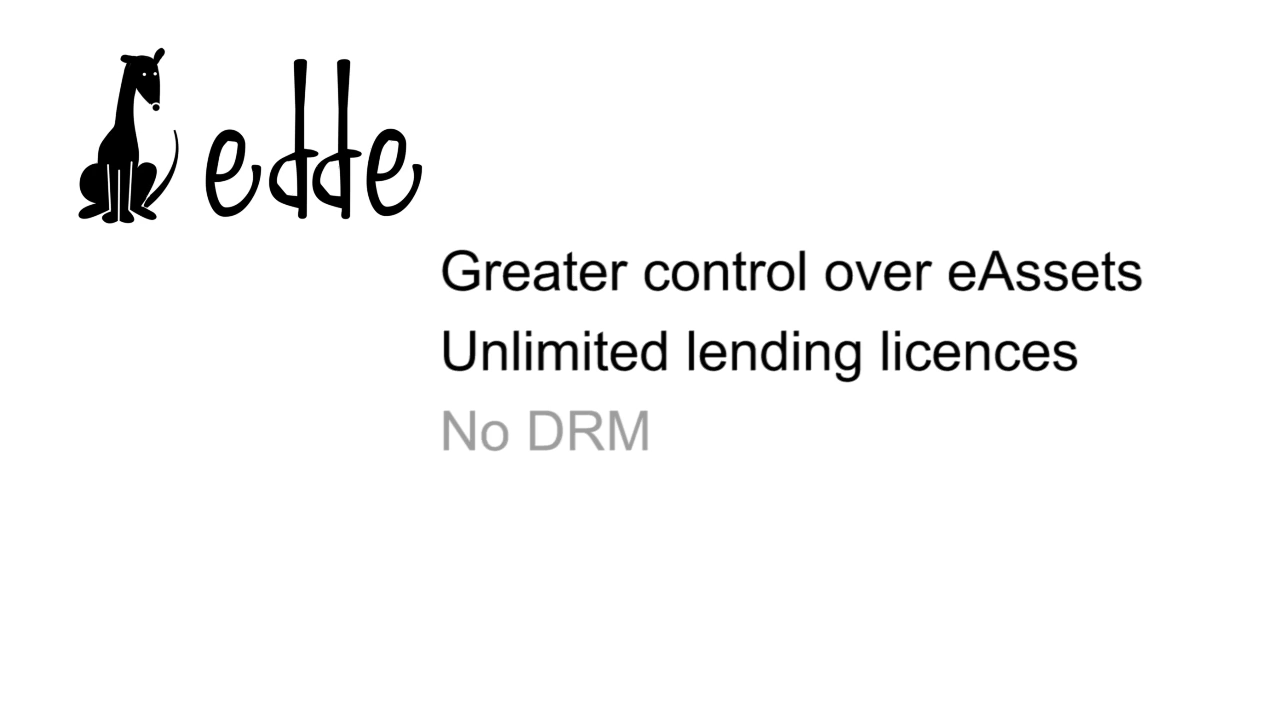 edde
Greater control over eAssets
Unlimited lending licences
No DRM